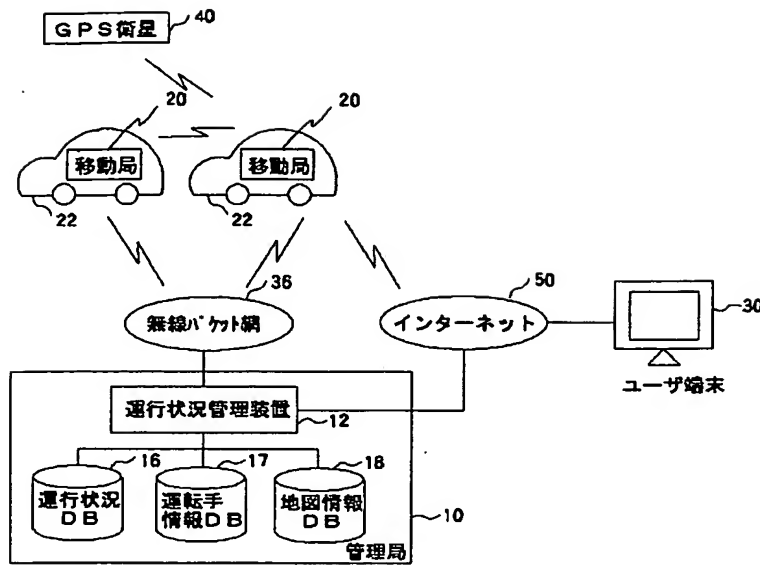 GPS衛星
40
20
20
移動局
移動局
22
22
36
50
無線パケット網
インターネット
30
ユーザ端末
運行状況管理装置
12
16
17
18
運行状況
DB
運転手
情報DB
地図情報
DB
10
管理局